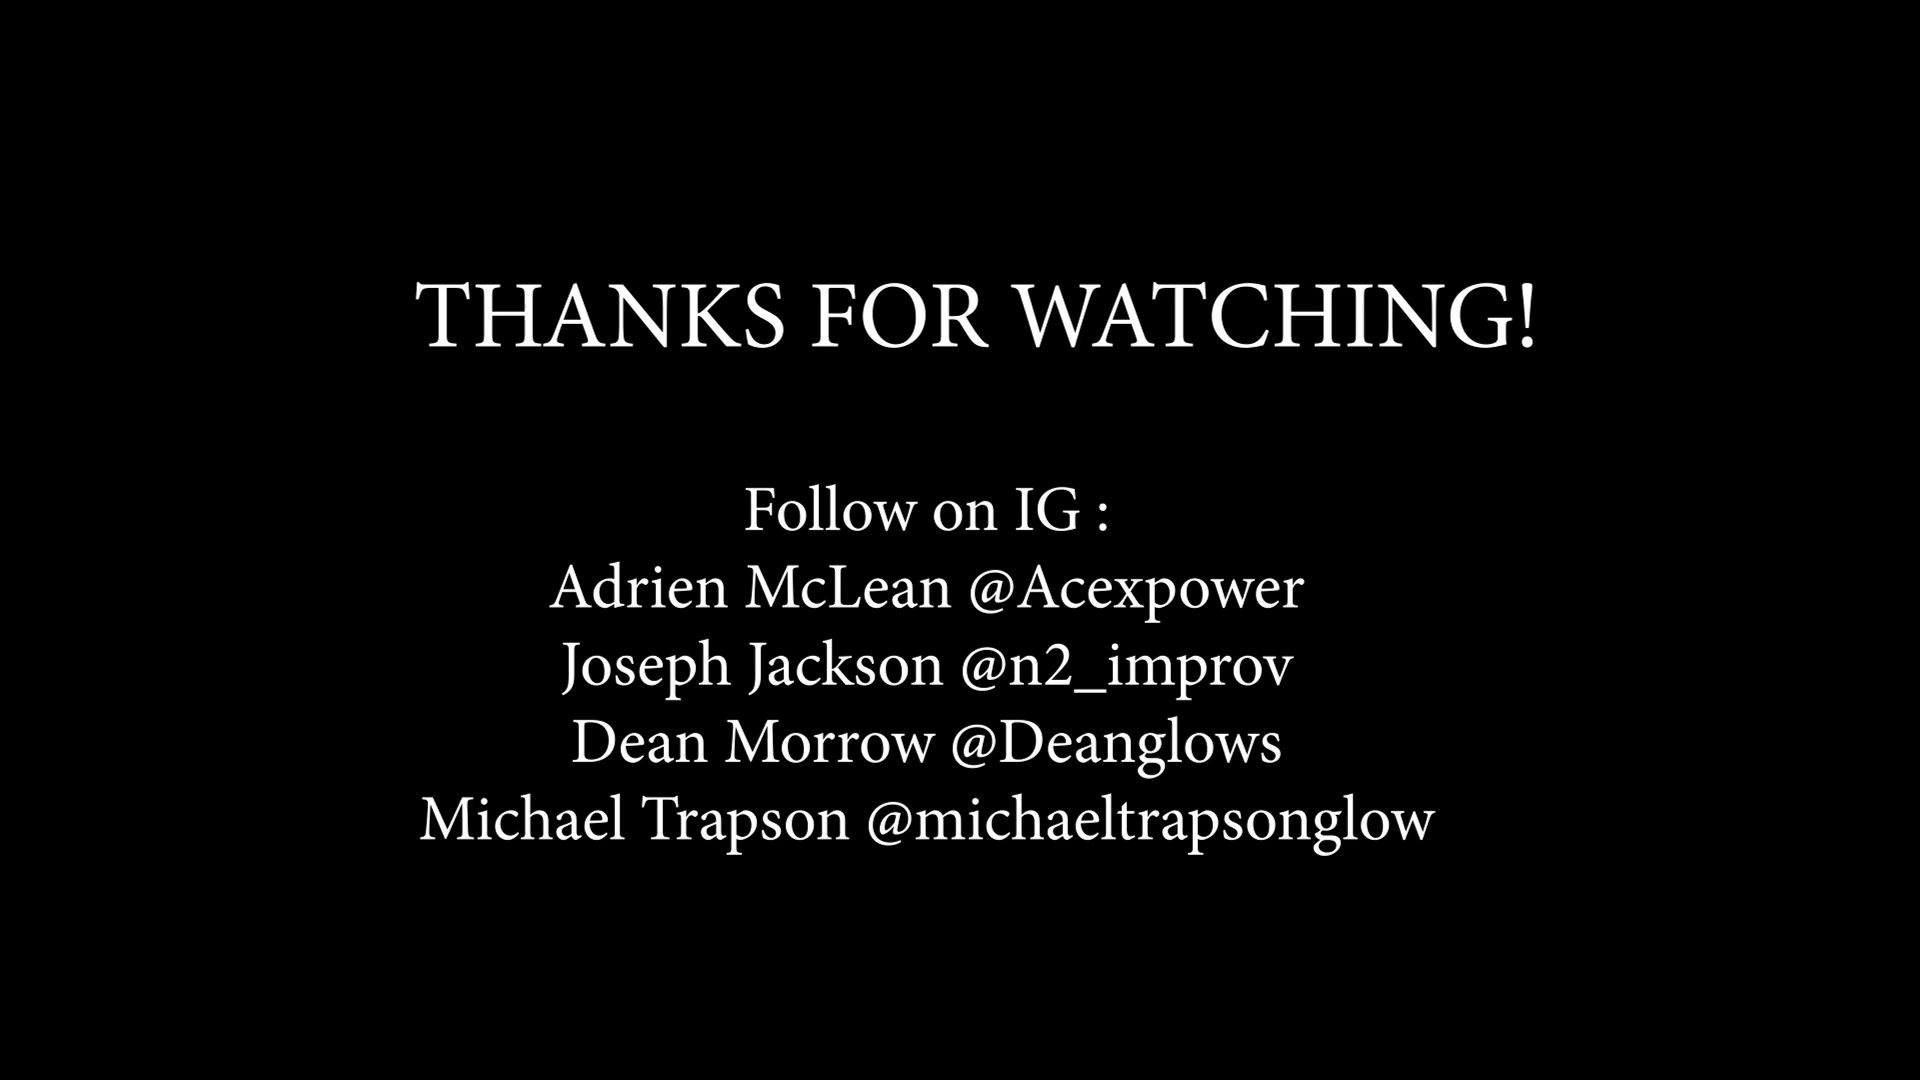 THANKS FOR WATCHING!
Follow on IG :
Adrien McLean @Acexpower
Joseph Jackson @n2_improv
Dean Morrow @Deanglows
Michael Trapson @michaeltrapsonglow